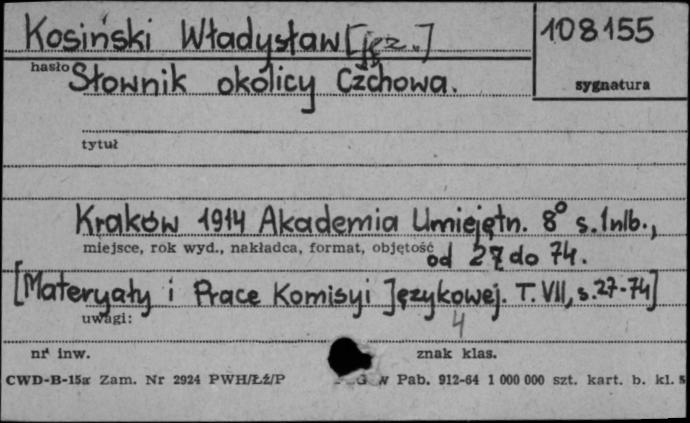 Kosiński Władysław [jęz.] 108155
hasło Słownik okolicy Czchowa. sygnatura
tytuł
Kraków 1914 Akademia Umiejętn. 8° s. 1 nlb.,
miejsce, rok wyd., nakładca, format, objętość od 27 do 74.
[Materyały i Prace Komisyi Językowej. T. VII, s. 27-74]
uwagi: 4
nr inw. znak klas.
CWD-B-15a Zam. Nr 2924 PWH/Łź/P W Pab. 912-64 1 000 000 szt. kart. b. kl.